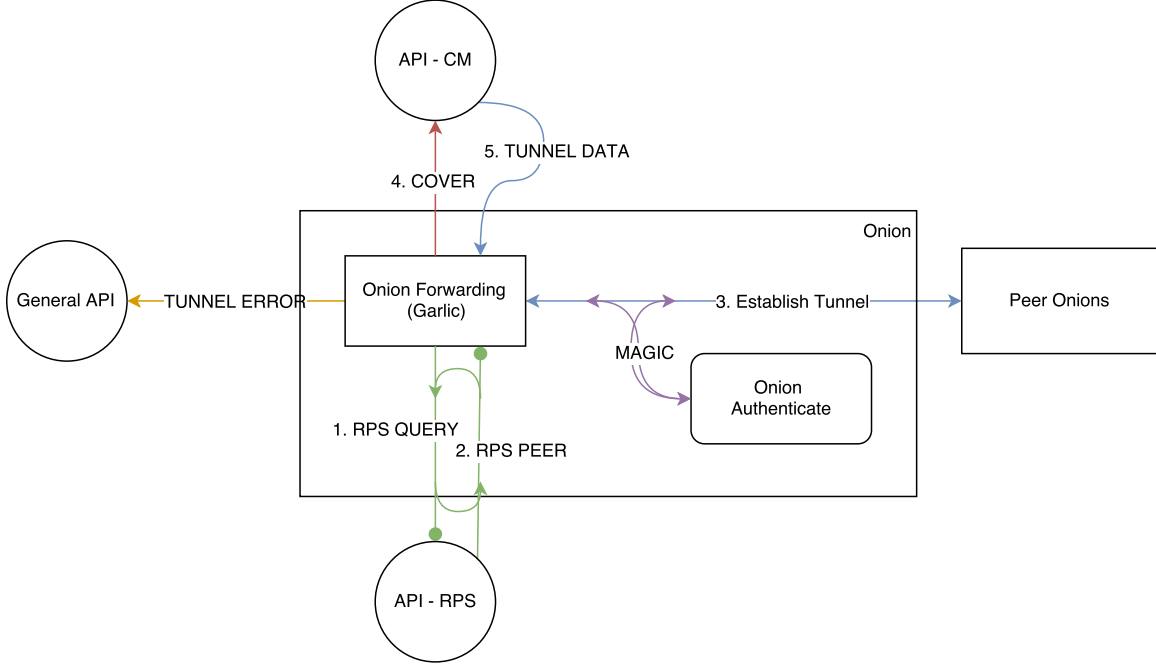 API - CM
5. TUNNEL DATA
4. COVER
Onion
General API
TUNNEL ERROR
Onion Forwarding
(Garlic)
3. Establish Tunnel
Peer Onions
MAGIC
Onion
Authenticate
1. RPS QUERY
2. RPS PEER
API - RPS